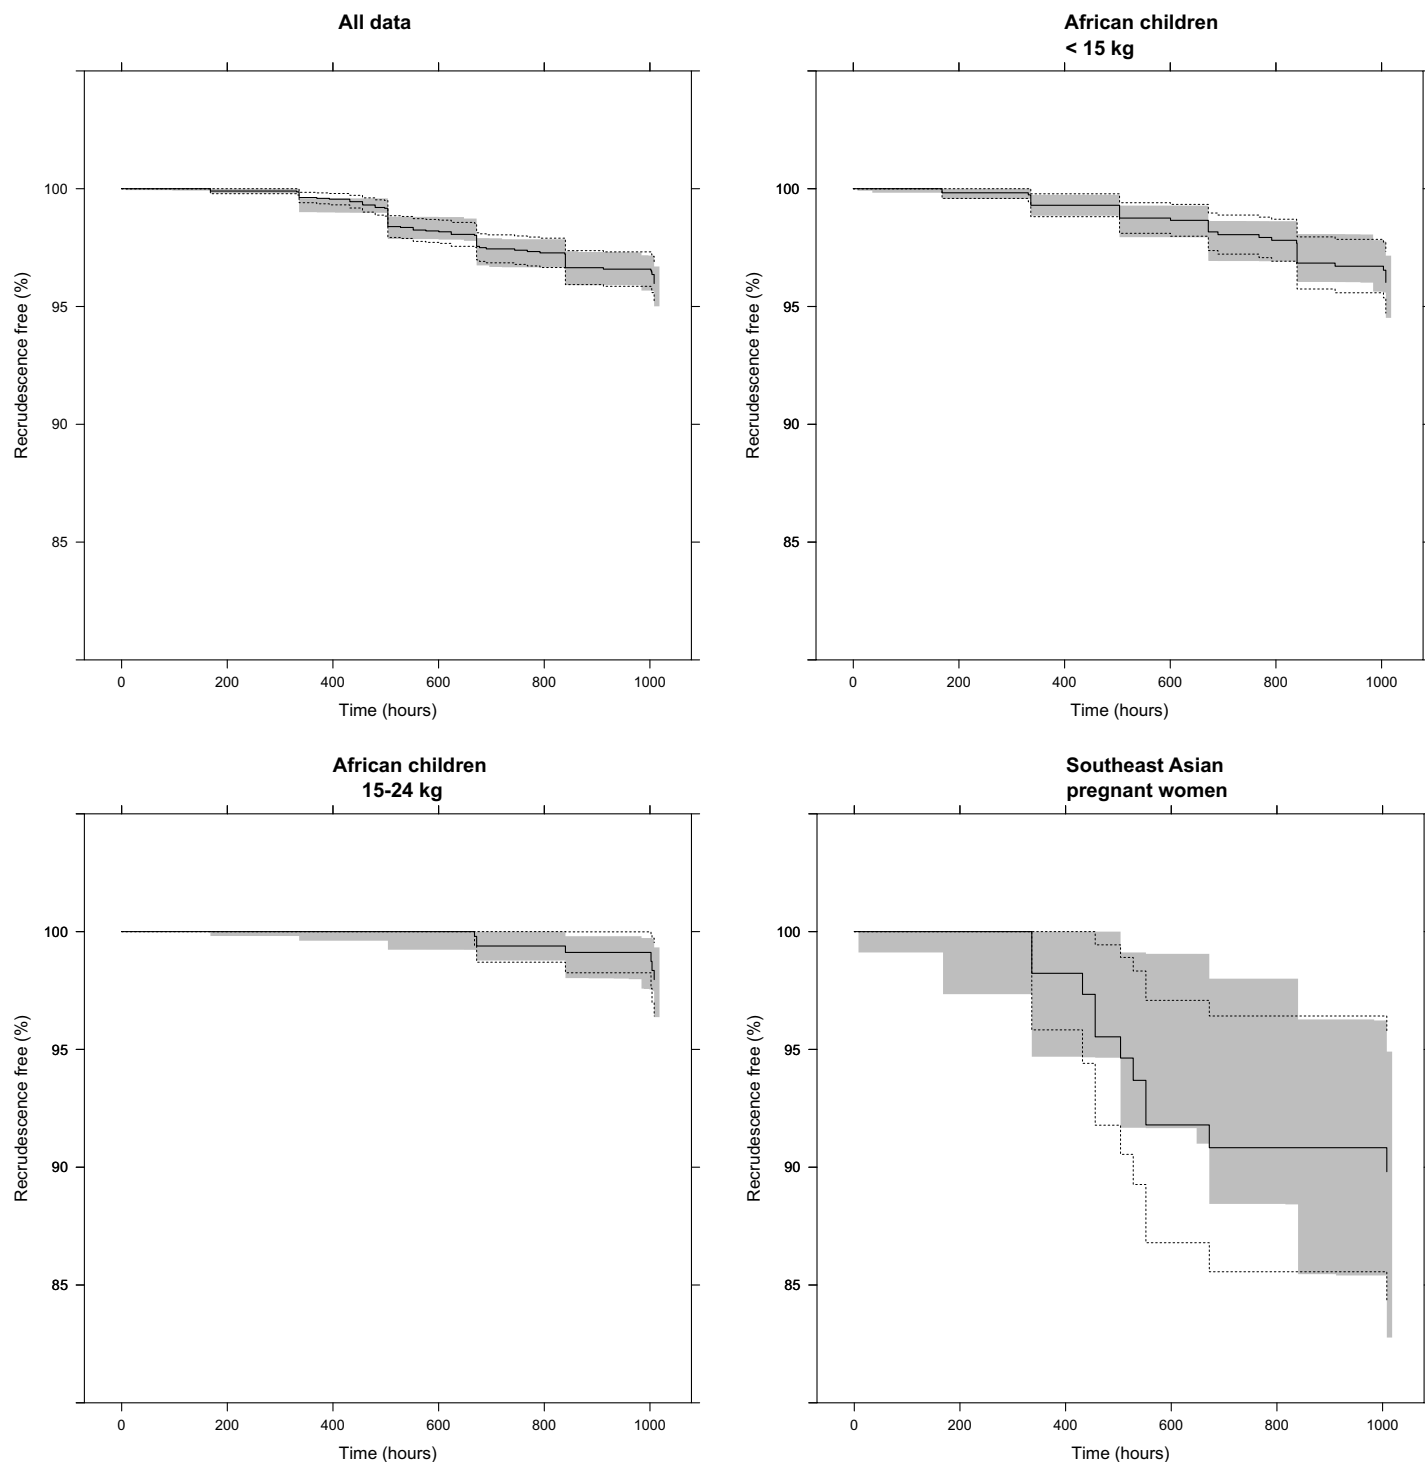 All data
100
95
90
85
Recrudescence free (%)
0 200 400 600 800 1000
Time (hours)
African children
< 15 kg
100
95
90
85
Recrudescence free (%)
0 200 400 600 800 1000
Time (hours)
African children
15-24 kg
100
95
90
85
Recrudescence free (%)
0 200 400 600 800 1000
Time (hours)
Southeast Asian
pregnant women
100
95
90
85
Recrudescence free (%)
0 200 400 600 800 1000
Time (hours)